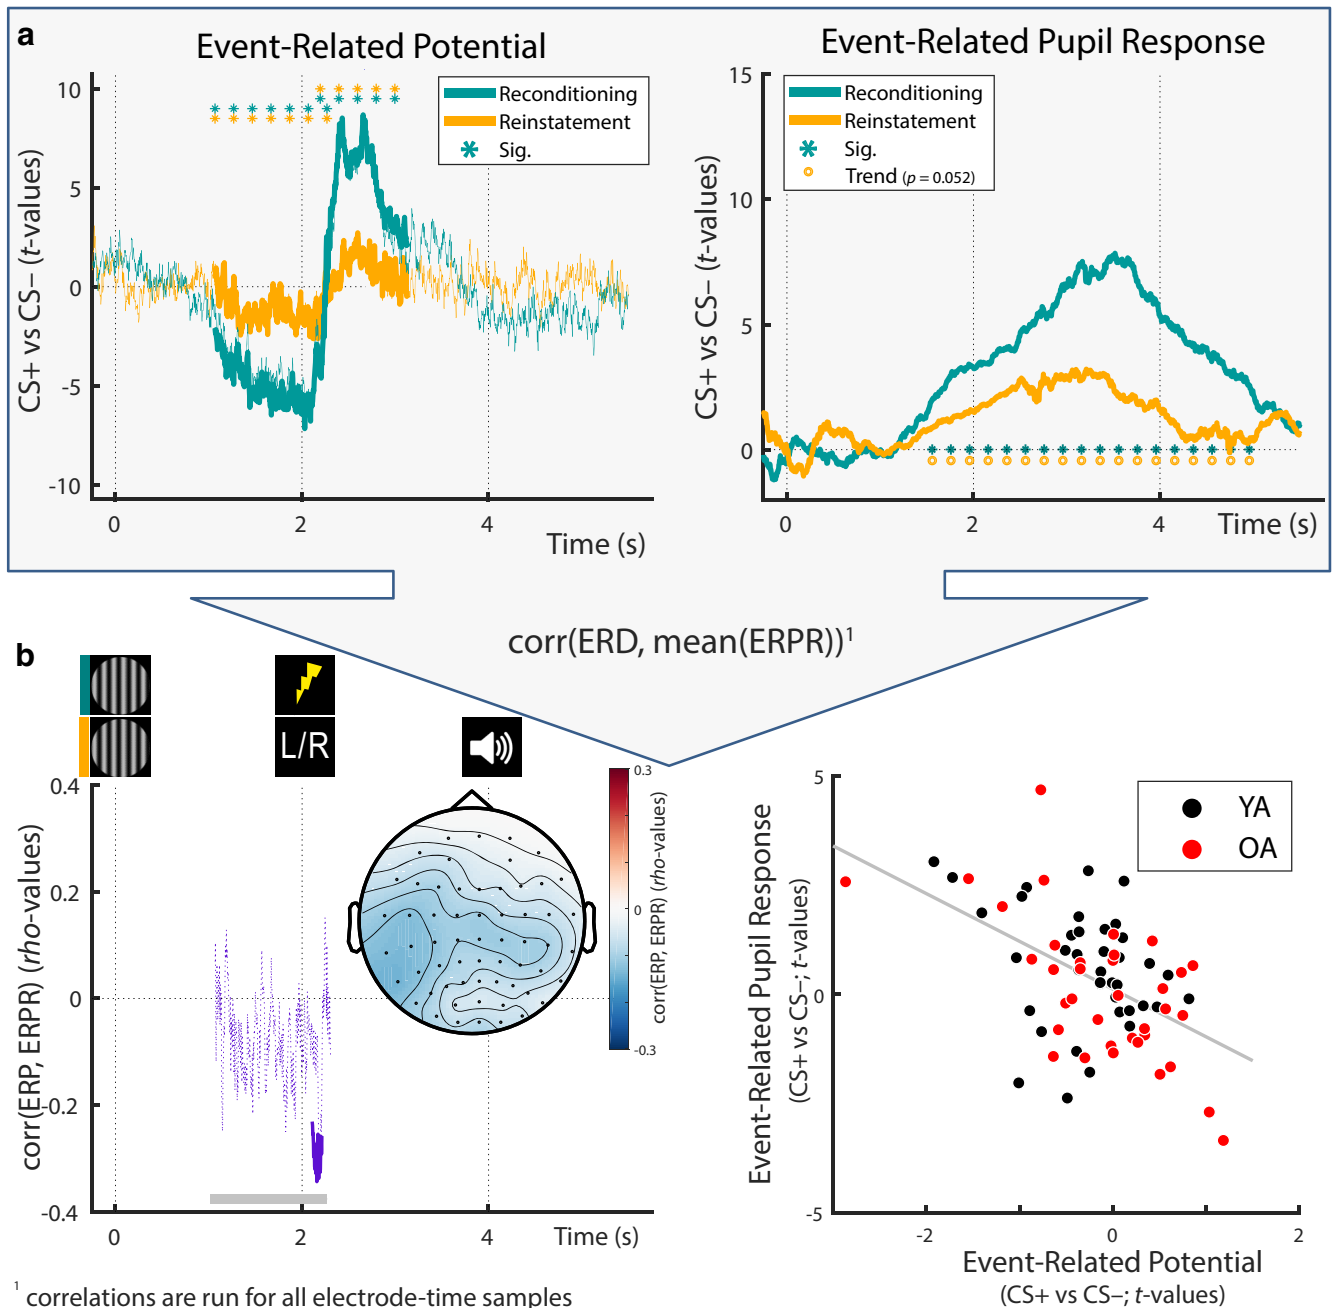 a
Event-Related Potential
CS+ vs CS− (t-values)
10
5
0
-5
-10
Reconditioning
Reinstatement
Sig.
0
2
4
Time (s)
Event-Related Pupil Response
CS+ vs CS− (t-values)
15
10
5
0
Reconditioning
Reinstatement
Sig.
Trend (p = 0.052)
0
2
4
Time (s)
corr(ERD, mean(ERPR))¹
b
L/R
corr(ERP, ERPR) (rho-values)
0.4
0.2
0
-0.2
-0.4
0
2
4
Time (s)
0.3
0
-0.3
corr(ERP, ERPR) (rho-values)
Event-Related Pupil Response
(CS+ vs CS−; t-values)
5
0
-5
YA
OA
-2
0
2
Event-Related Potential
(CS+ vs CS−; t-values)
¹ correlations are run for all electrode-time samples